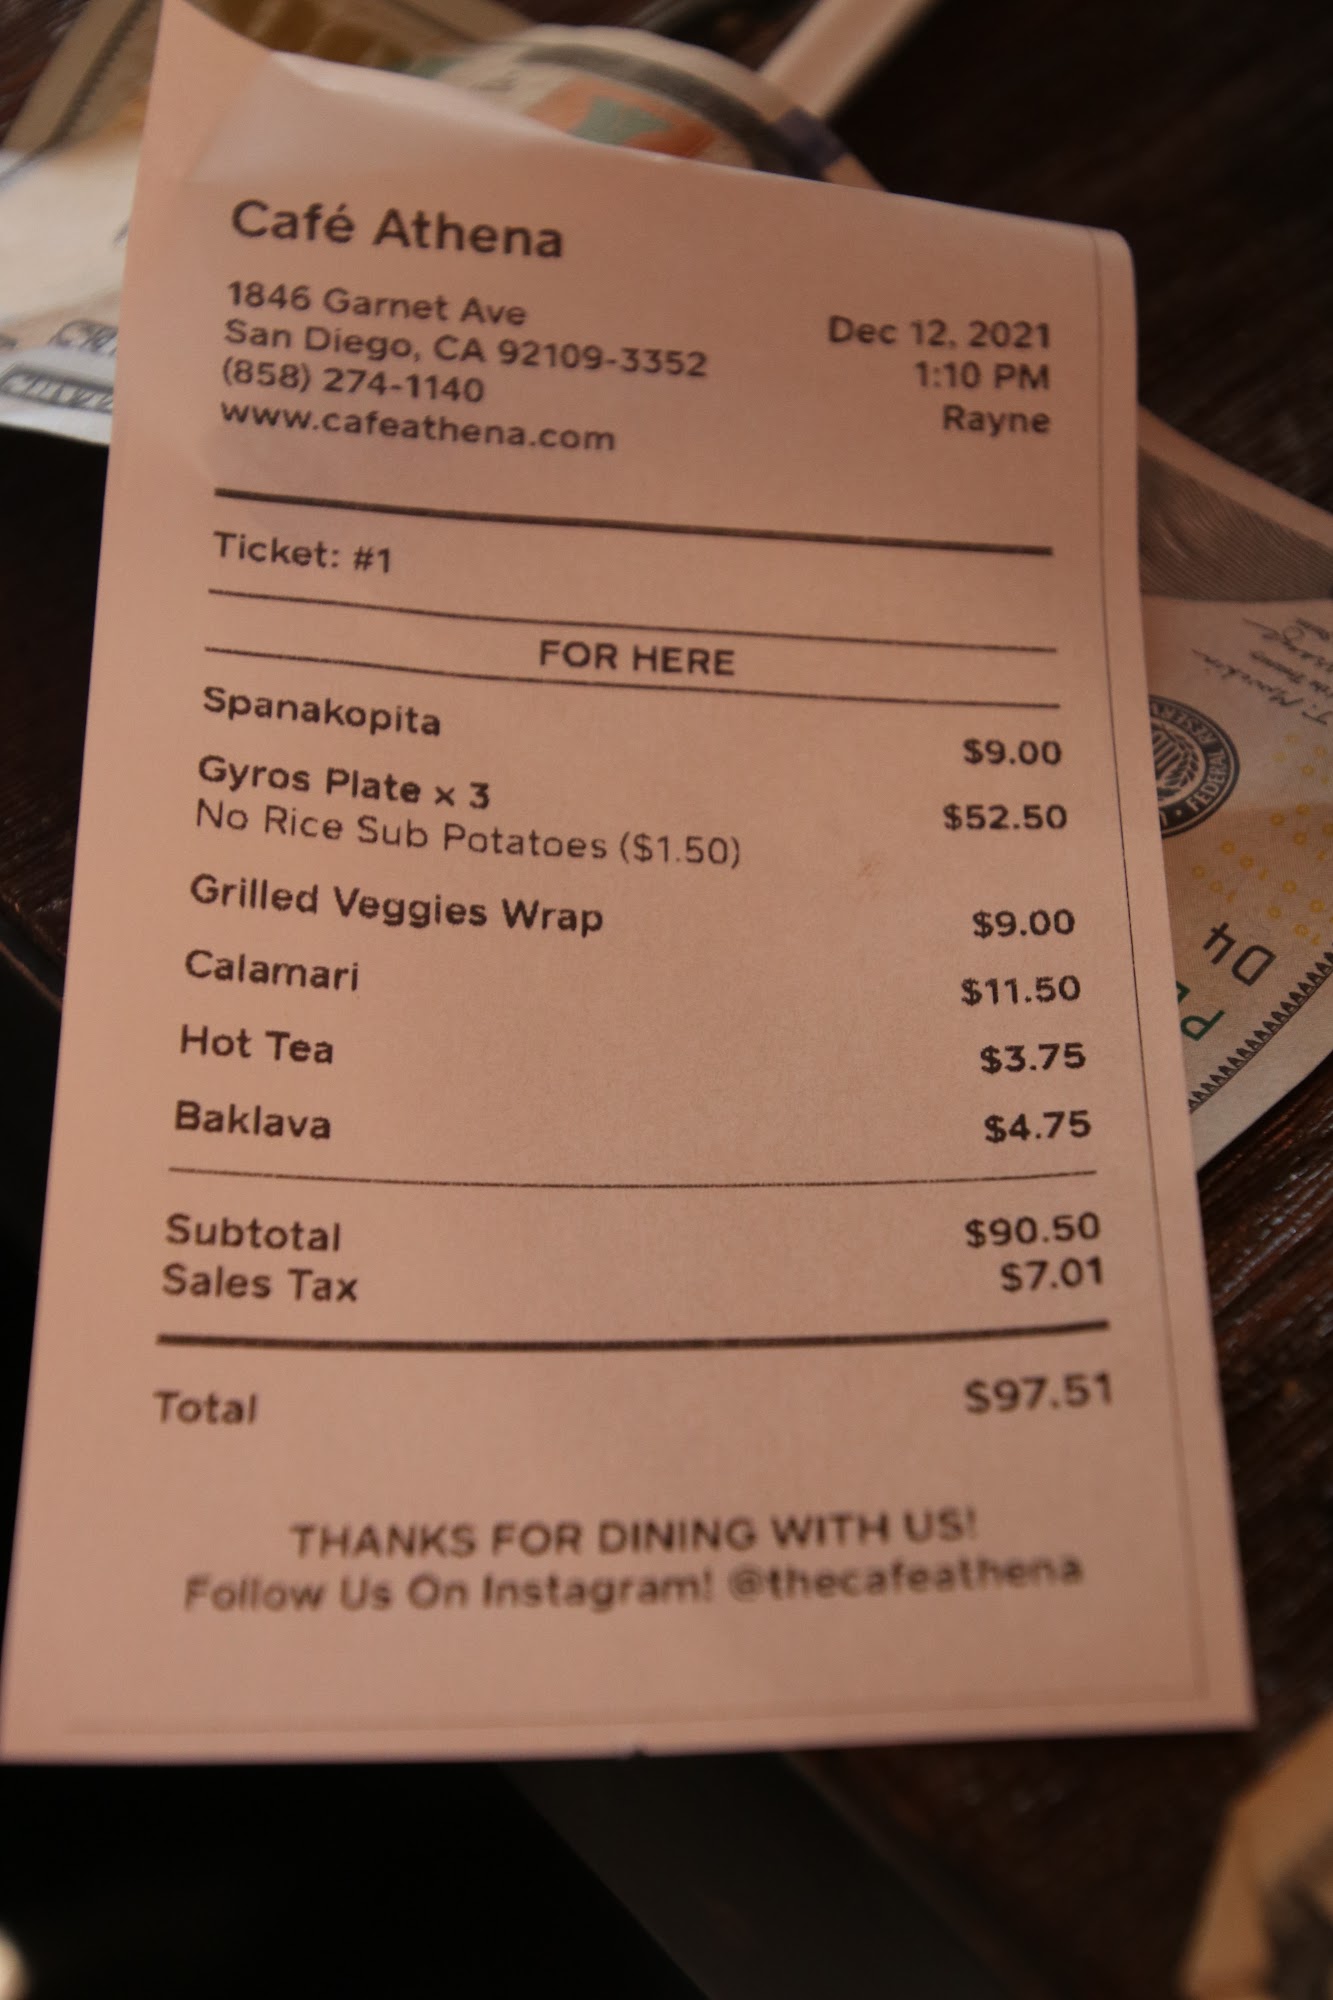 Café Athena
1846 Garnet Ave
San Diego, CA 92109-3352
(858) 274-1140
www.cafeathena.com
Dec 12, 2021
1:10 PM
Rayne
Ticket: #1
FOR HERE
Spanakopita $9.00
Gyros Plate x 3 $52.50
No Rice Sub Potatoes ($1.50)
Grilled Veggies Wrap $9.00
Calamari $11.50
Hot Tea $3.75
Baklava $4.75
Subtotal $90.50
Sales Tax $7.01
Total $97.51
THANKS FOR DINING WITH US!
Follow Us On Instagram! @thecafeathena
FEDERAL
D4